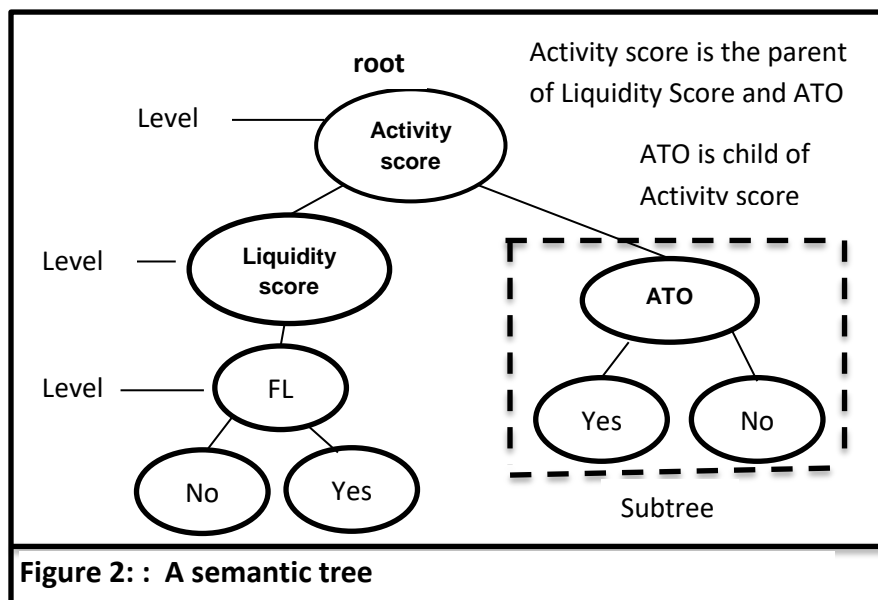 root
Activity score is the parent
of Liquidity Score and ATO
Level
Activity
score
ATO is child of
Activity score
Level
Liquidity
score
ATO
Level
FL
Yes
No
No
Yes
Subtree
Figure 2: : A semantic tree